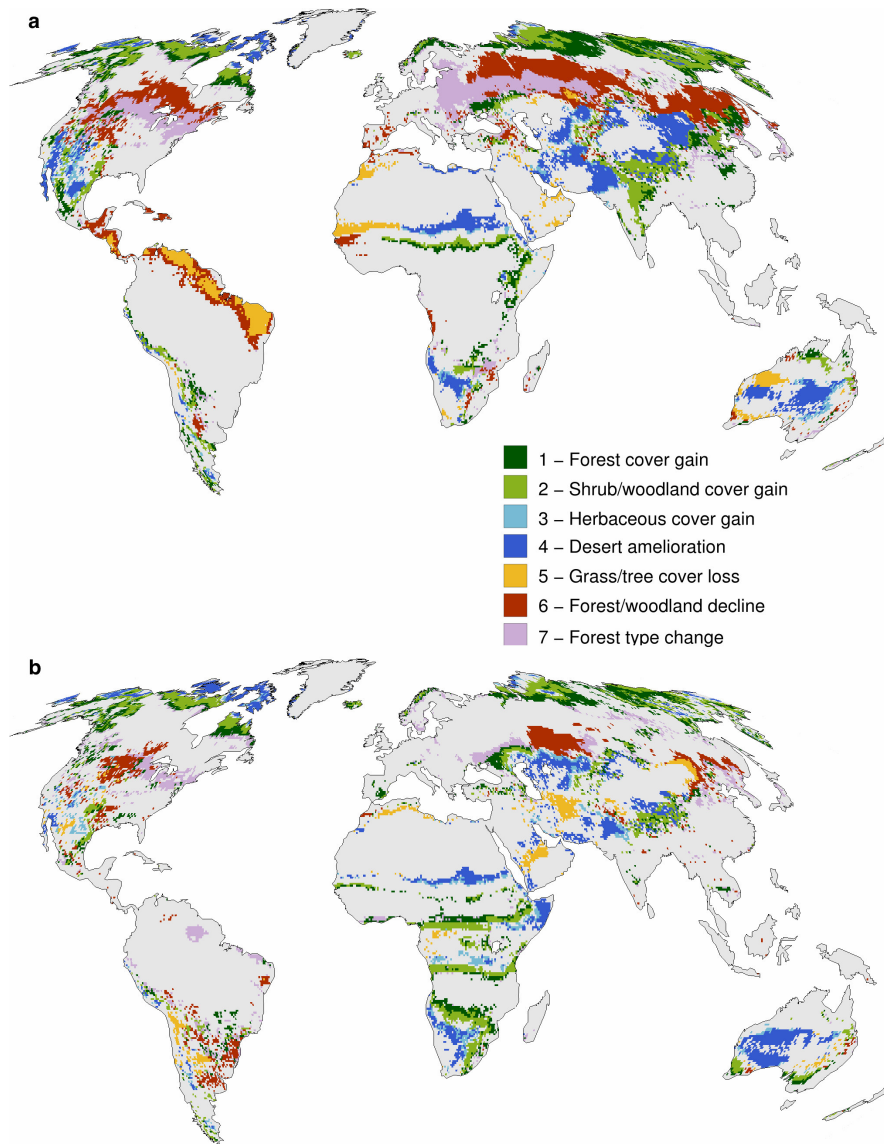 a
1 – Forest cover gain
2 – Shrub/woodland cover gain
3 – Herbaceous cover gain
4 – Desert amelioration
5 – Grass/tree cover loss
6 – Forest/woodland decline
7 – Forest type change
b